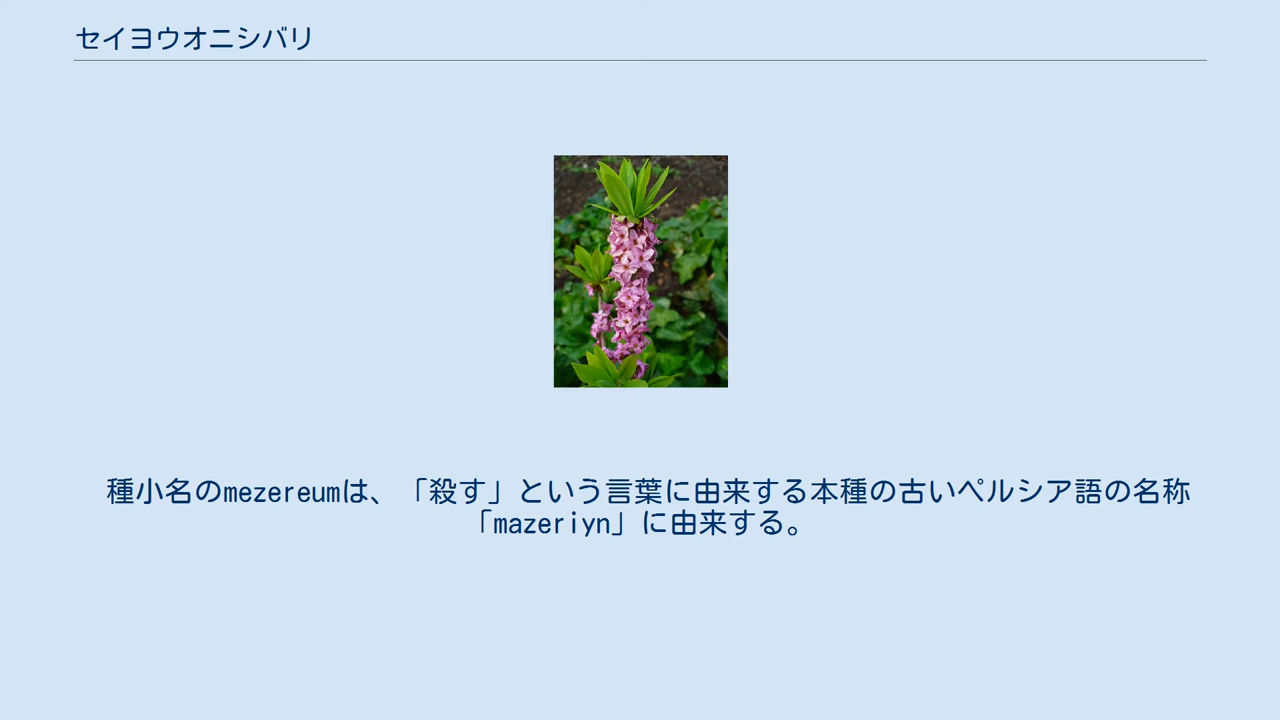 セイヨウオニシバリ
種小名のmezereumは、「殺す」という言葉に由来する本種の古いペルシア語の名称
「mazeriyn」に由来する。